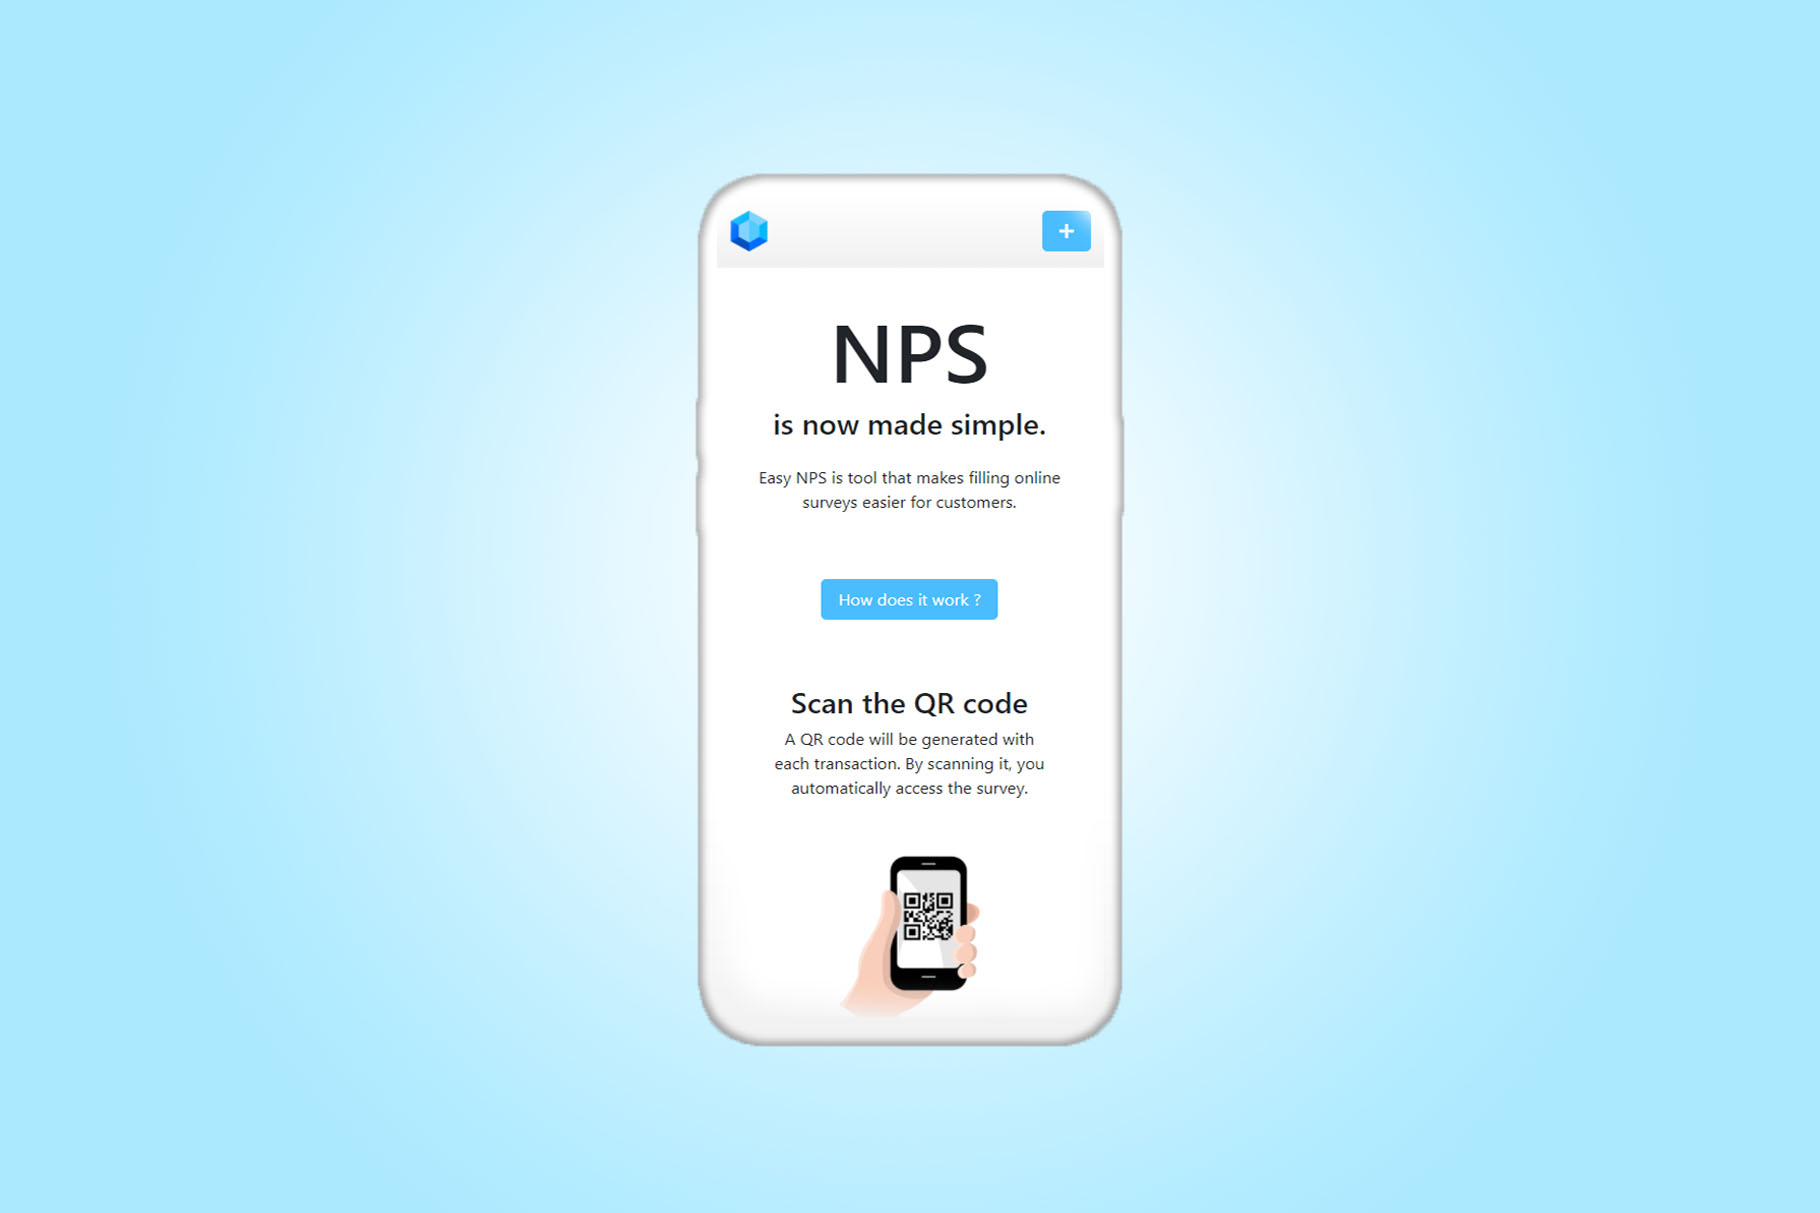 +
NPS
is now made simple.
Easy NPS is tool that makes filling online
surveys easier for customers.
How does it work ?
Scan the QR code
A QR code will be generated with
each transaction. By scanning it, you
automatically access the survey.